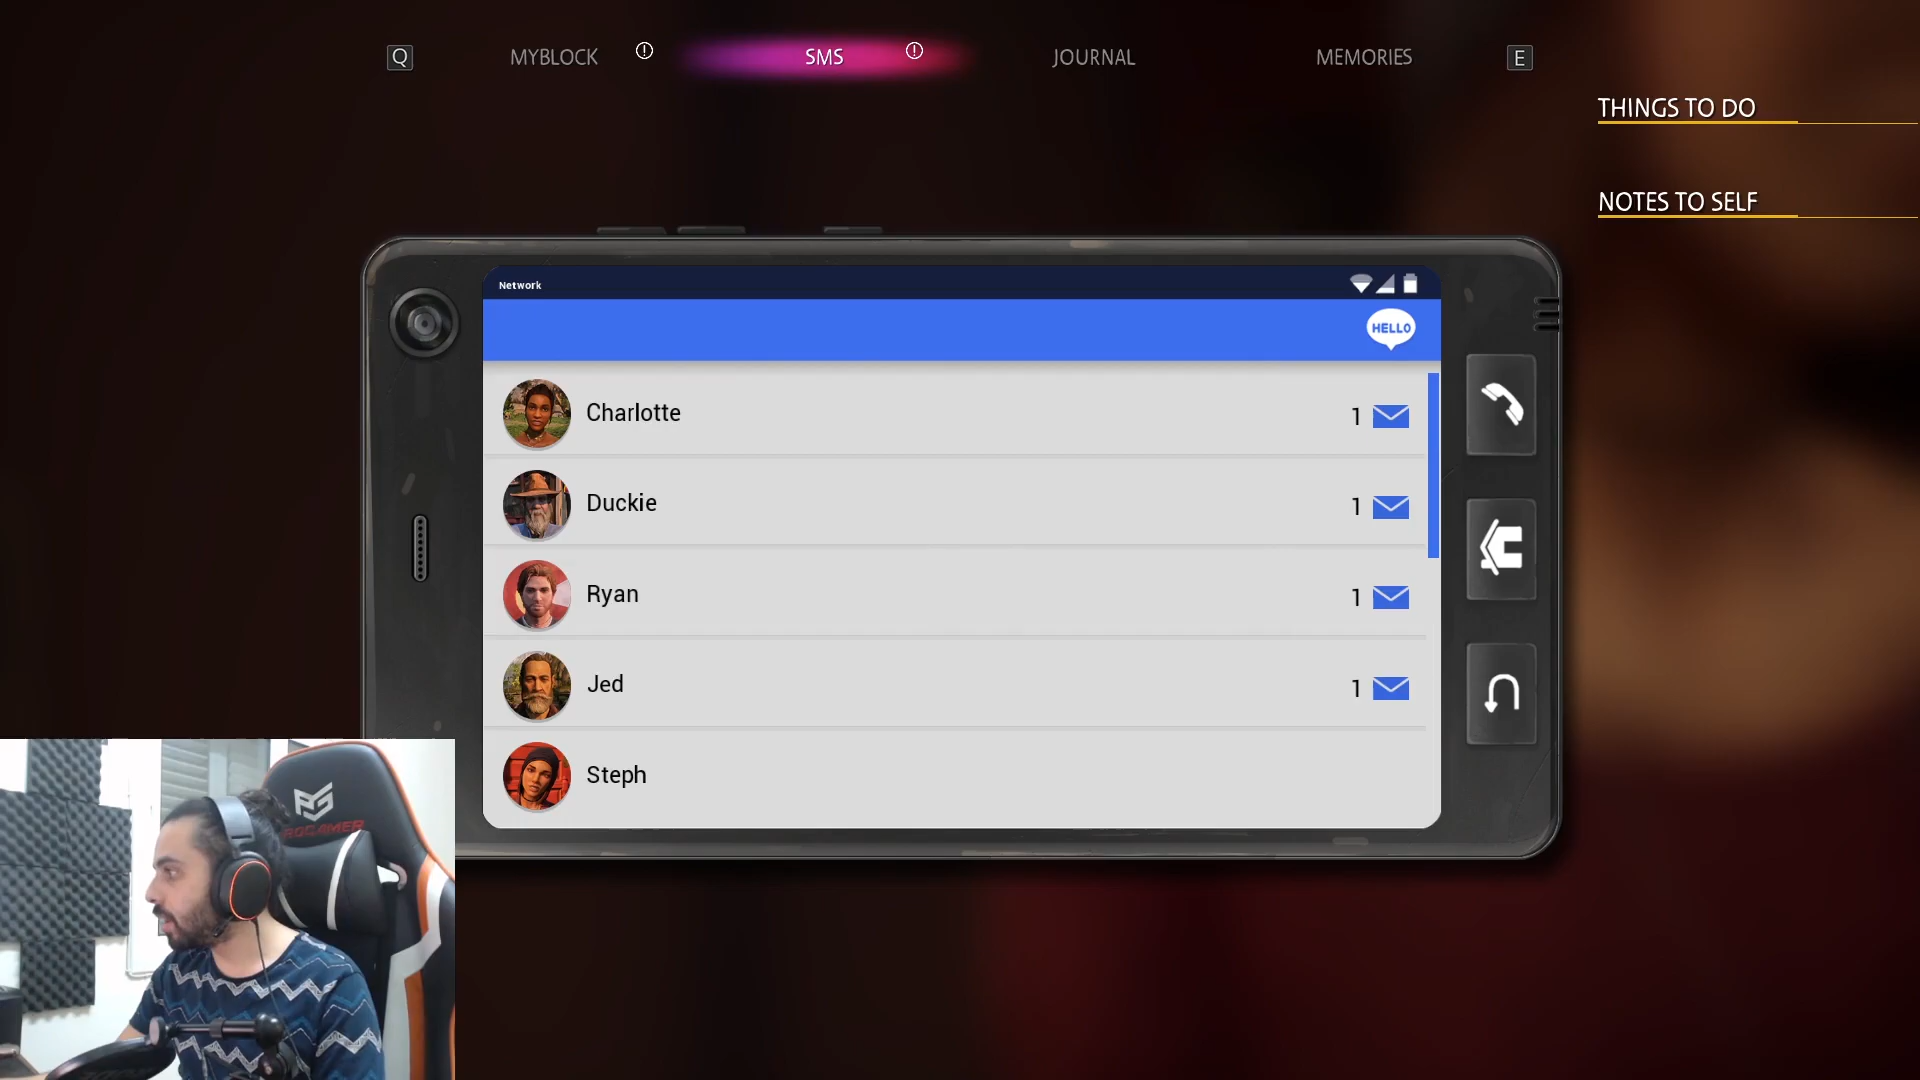 Q
MYBLOCK
SMS
JOURNAL
MEMORIES
E
THINGS TO DO
NOTES TO SELF
Network
HELLO
Charlotte
1
Duckie
1
Ryan
1
Jed
1
Steph